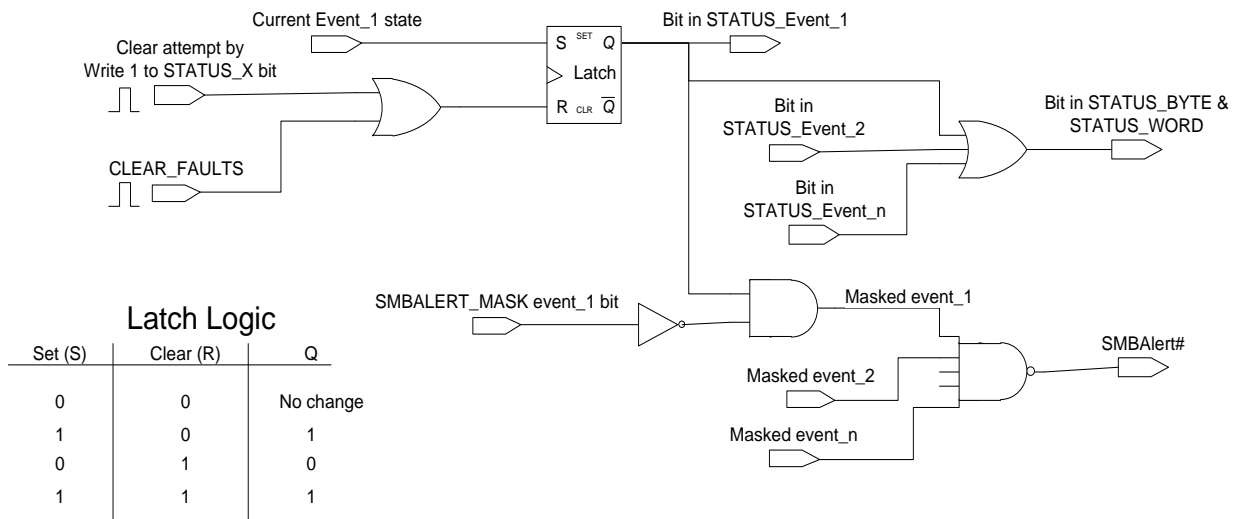 Current Event_1 state
Bit in STATUS_Event_1
Clear attempt by
Write 1 to STATUS_X bit
S SET Q
Latch
R CLR Q
CLEAR_FAULTS
Bit in
STATUS_Event_2
Bit in STATUS_BYTE &
STATUS_WORD
Bit in
STATUS_Event_n
SMBALERT_MASK event_1 bit
Masked event_1
SMBAlert#
Masked event_2
Masked event_n
Latch Logic
Set (S) Clear (R) Q
0 0 No change
1 0 1
0 1 0
1 1 1